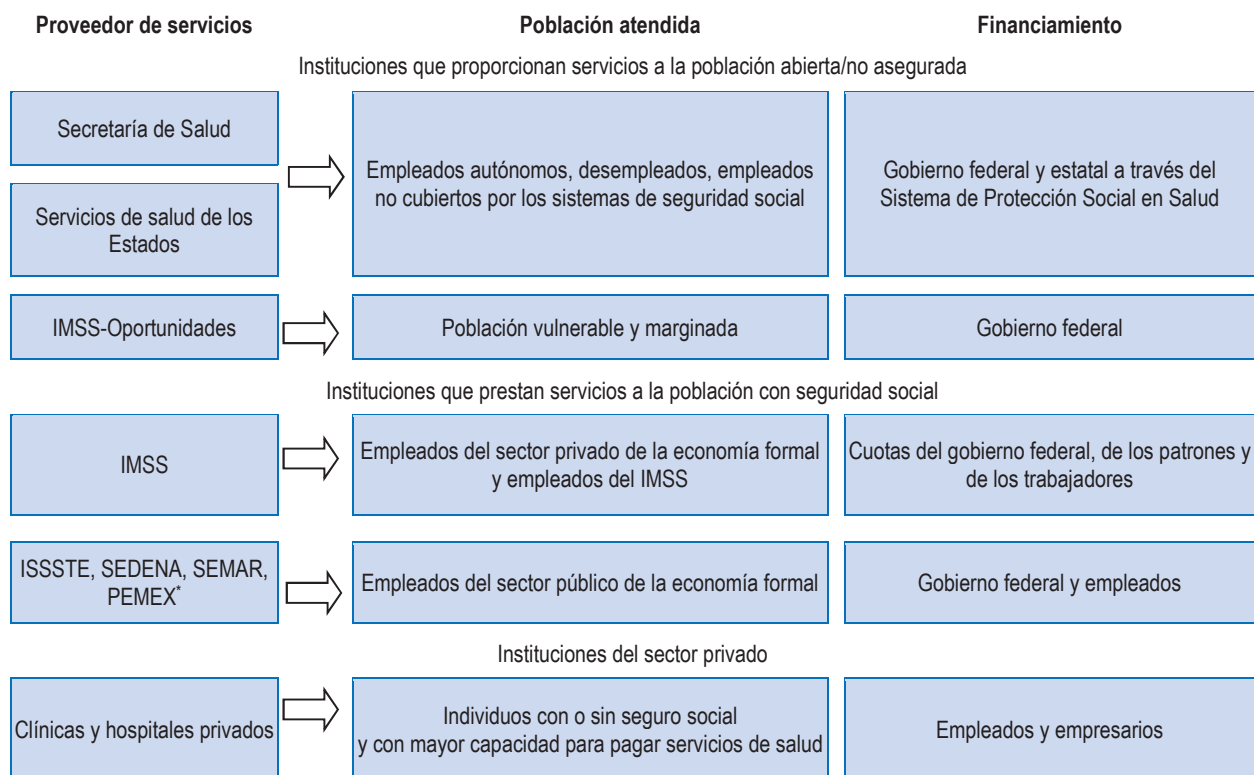 Proveedor de servicios
Población atendida
Financiamiento
Instituciones que proporcionan servicios a la población abierta/no asegurada
Secretaría de Salud
Servicios de salud de los
Estados
Empleados autónomos, desempleados, empleados
no cubiertos por los sistemas de seguridad social
Gobierno federal y estatal a través del
Sistema de Protección Social en Salud
IMSS-Oportunidades
Población vulnerable y marginada
Gobierno federal
Instituciones que prestan servicios a la población con seguridad social
IMSS
Empleados del sector privado de la economía formal
y empleados del IMSS
Cuotas del gobierno federal, de los patrones y
de los trabajadores
ISSSTE, SEDENA, SEMAR,
PEMEX*
Empleados del sector público de la economía formal
Gobierno federal y empleados
Instituciones del sector privado
Clínicas y hospitales privados
Individuos con o sin seguro social
y con mayor capacidad para pagar servicios de salud
Empleados y empresarios